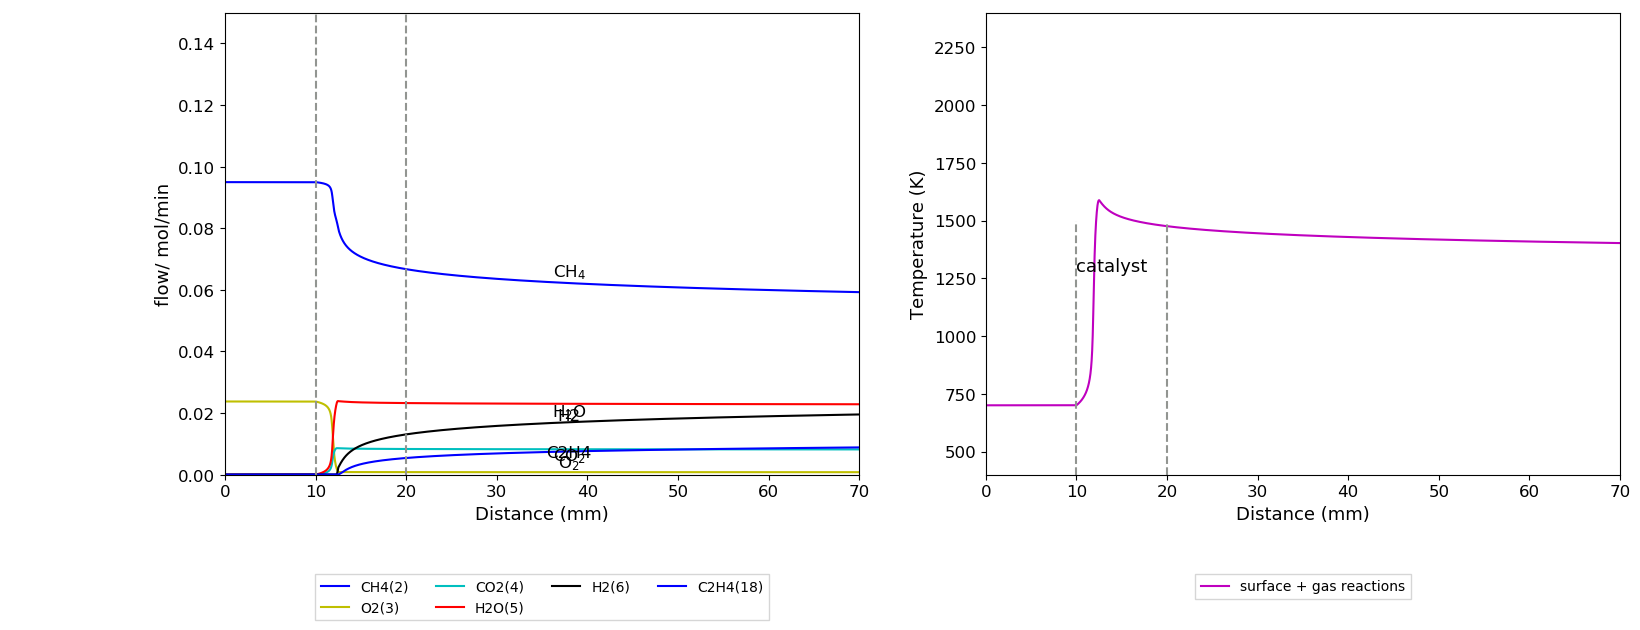 0.14
0.12
0.10
0.08
0.06
0.04
0.02
0.00
flow/ mol/min
CH4
H2O
H2
C2H4
CO2
O2
0 10 20 30 40 50 60 70
Distance (mm)
CH4(2) CO2(4) H2(6) C2H4(18)
O2(3) H2O(5)
2250
2000
1750
1500
1250
1000
750
500
Temperature (K)
catalyst
0 10 20 30 40 50 60 70
Distance (mm)
surface + gas reactions